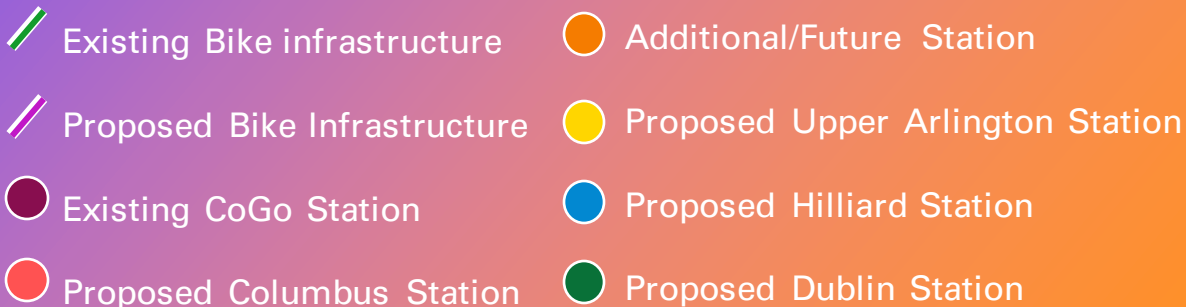 Existing Bike infrastructure
Proposed Bike Infrastructure
Existing CoGo Station
Proposed Columbus Station
Additional/Future Station
Proposed Upper Arlington Station
Proposed Hilliard Station
Proposed Dublin Station